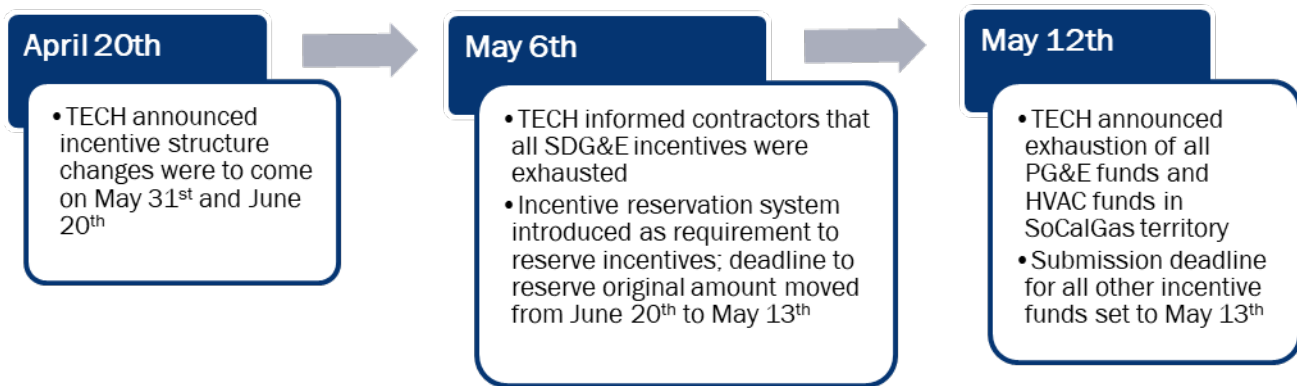 April 20th
• TECH announced
incentive structure
changes were to come
on May 31st and June
20th
May 6th
• TECH informed contractors that
all SDG&E incentives were
exhausted
• Incentive reservation system
introduced as requirement to
reserve incentives; deadline to
reserve original amount moved
from June 20th to May 13th
May 12th
• TECH announced
exhaustion of all
PG&E funds and
HVAC funds in
SoCalGas territory
• Submission deadline
for all other incentive
funds set to May 13th